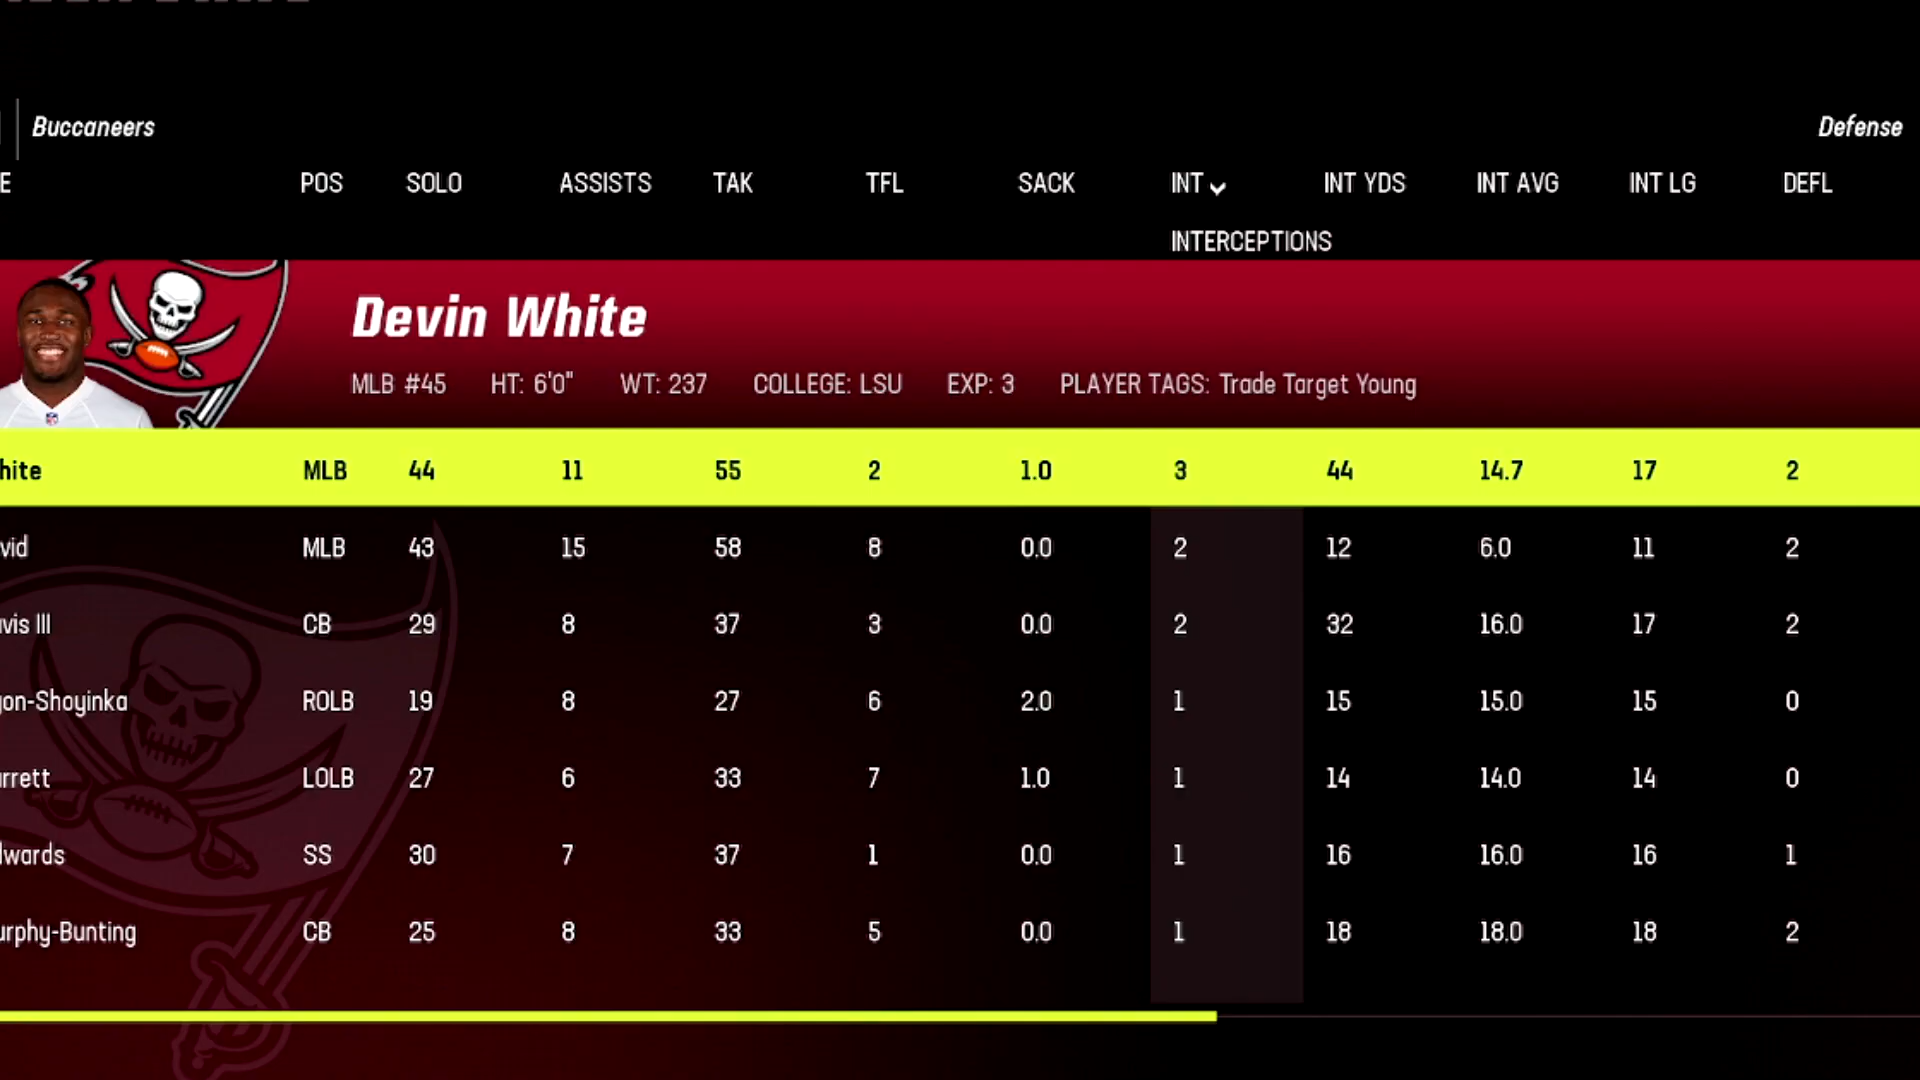 Buccaneers Defense
E POS SOLO ASSISTS TAK TFL SACK INT INT YDS INT AVG INT LG DEFL
INTERCEPTIONS
Devin White
MLB #45 HT: 6'0" WT: 237 COLLEGE: LSU EXP: 3 PLAYER TAGS: Trade Target Young
hite MLB 44 11 55 2 1.0 3 44 14.7 17 2
vid MLB 43 15 58 8 0.0 2 12 6.0 11 2
vis III CB 29 8 37 3 0.0 2 32 16.0 17 2
yon-Shoyinka ROLB 19 8 27 6 2.0 1 15 15.0 15 0
rrett LOLB 27 6 33 7 1.0 1 14 14.0 14 0
dwards SS 30 7 37 1 0.0 1 16 16.0 16 1
urphy-Bunting CB 25 8 33 5 0.0 1 18 18.0 18 2